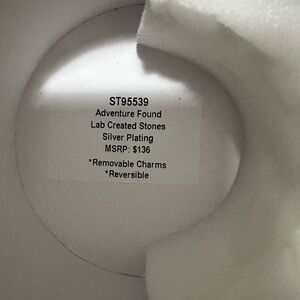 ST95539
Adventure Found
Lab Created Stones
Silver Plating
MSRP: $136
*Removable Charms
*Reversible